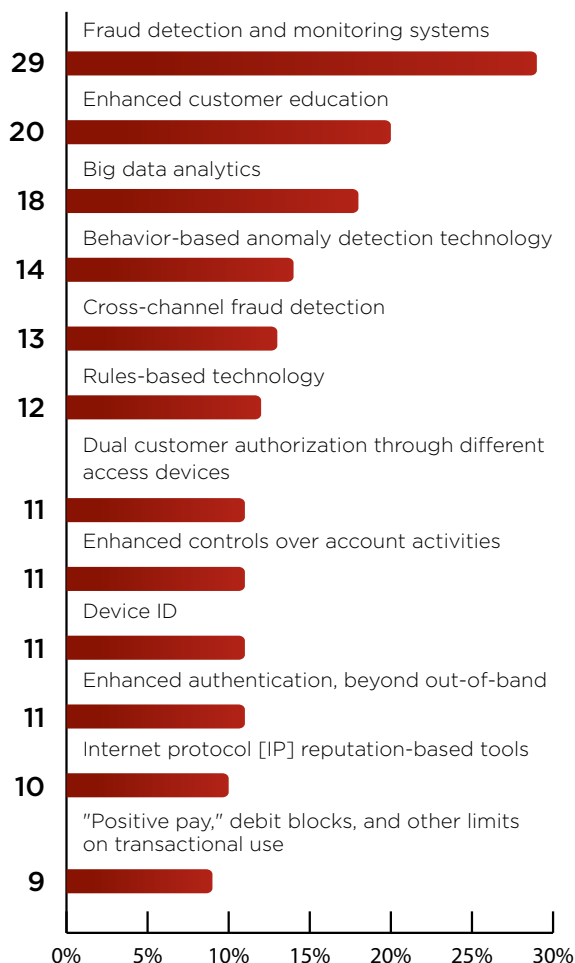 Fraud detection and monitoring systems
29
Enhanced customer education
20
Big data analytics
18
Behavior-based anomaly detection technology
14
Cross-channel fraud detection
13
Rules-based technology
12
Dual customer authorization through different
access devices
11
Enhanced controls over account activities
11
Device ID
11
Enhanced authentication, beyond out-of-band
11
Internet protocol [IP] reputation-based tools
10
"Positive pay," debit blocks, and other limits
on transactional use
9
0% 5% 10% 15% 20% 25% 30%